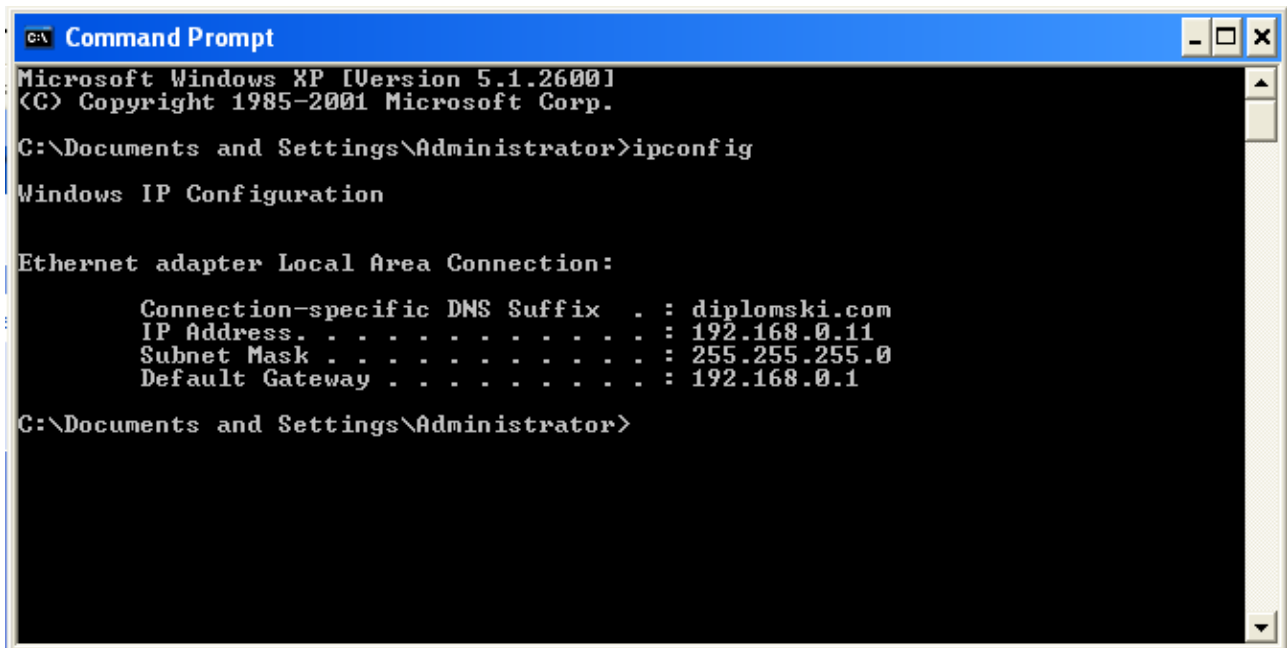 Command Prompt
Microsoft Windows XP [Version 5.1.2600]
(C) Copyright 1985-2001 Microsoft Corp.
C:\Documents and Settings\Administrator>ipconfig
Windows IP Configuration
Ethernet adapter Local Area Connection:
Connection-specific DNS Suffix  . : diplomski.com
IP Address. . . . . . . . . . . . : 192.168.0.11
Subnet Mask . . . . . . . . . . . : 255.255.255.0
Default Gateway . . . . . . . . . : 192.168.0.1
C:\Documents and Settings\Administrator>